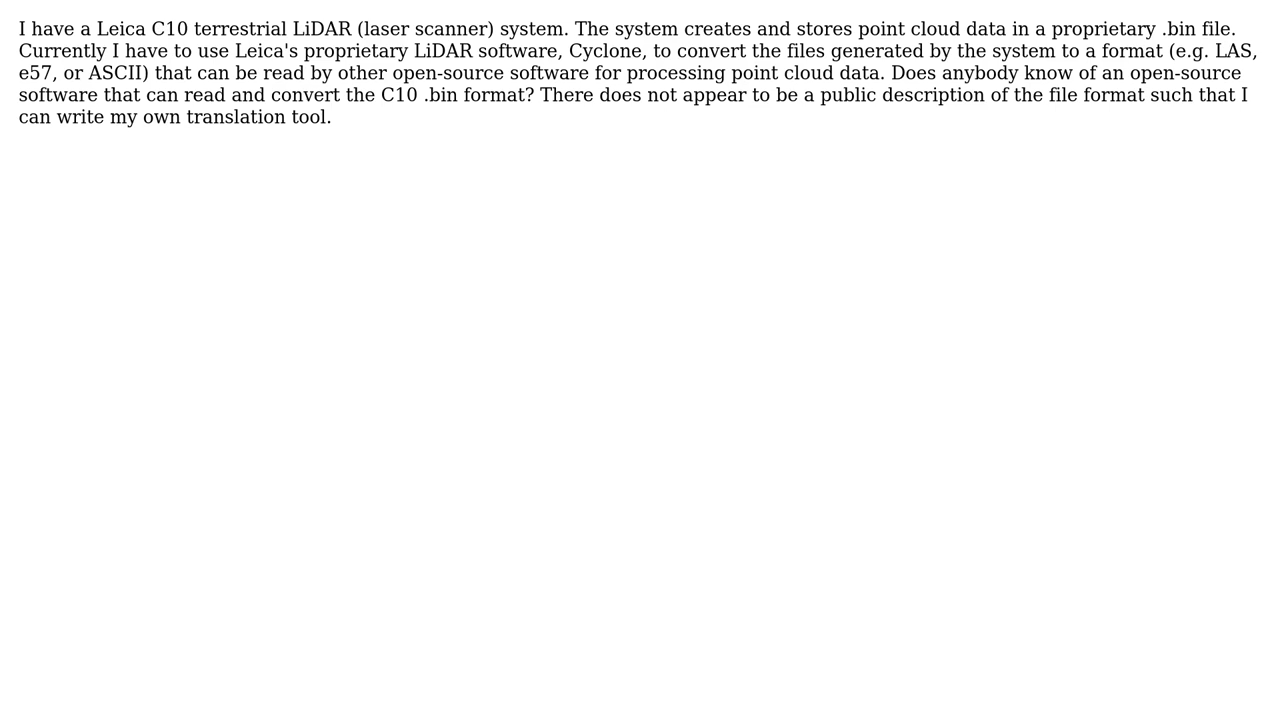 I have a Leica C10 terrestrial LiDAR (laser scanner) system. The system creates and stores point cloud data in a proprietary .bin file.
Currently I have to use Leica's proprietary LiDAR software, Cyclone, to convert the files generated by the system to a format (e.g. LAS,
e57, or ASCII) that can be read by other open-source software for processing point cloud data. Does anybody know of an open-source
software that can read and convert the C10 .bin format? There does not appear to be a public description of the file format such that I
can write my own translation tool.